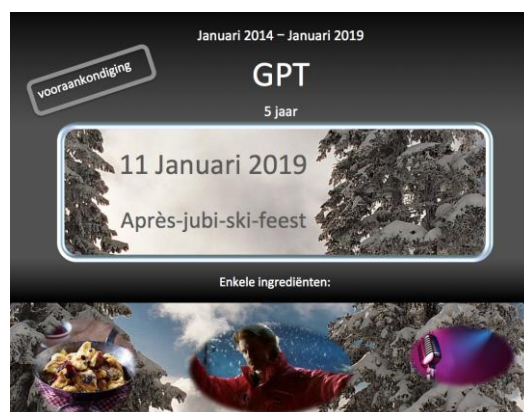 Januari 2014 – Januari 2019
vooraankondiging
GPT
5 jaar
11 Januari 2019
Après-jubi-ski-feest
Enkele ingrediënten: